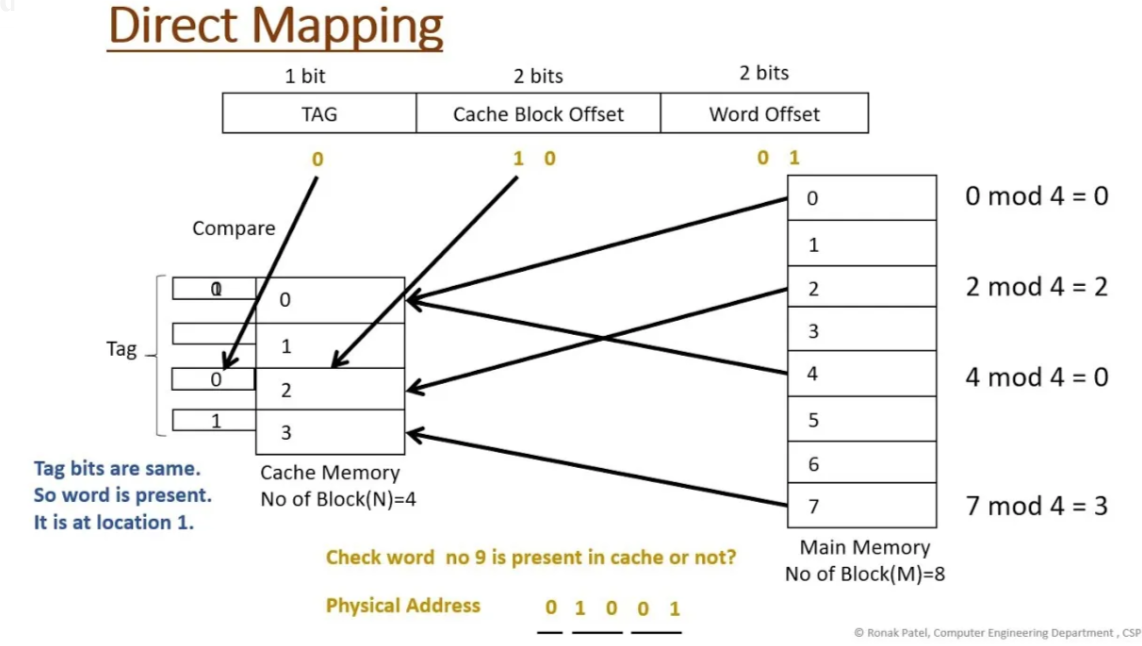 Direct Mapping
1 bit 2 bits 2 bits
TAG Cache Block Offset Word Offset
0 1 0 0 1
Compare
Tag
0
1
0 2
1 3
0 0 mod 4 = 0
1
2 2 mod 4 = 2
3
4 4 mod 4 = 0
5
6
7 7 mod 4 = 3
Tag bits are same.
So word is present.
It is at location 1.
Cache Memory
No of Block(N)=4
Main Memory
No of Block(M)=8
Check word no 9 is present in cache or not?
Physical Address 0 1 0 0 1
© Ronak Patel, Computer Engineering Department , CSP